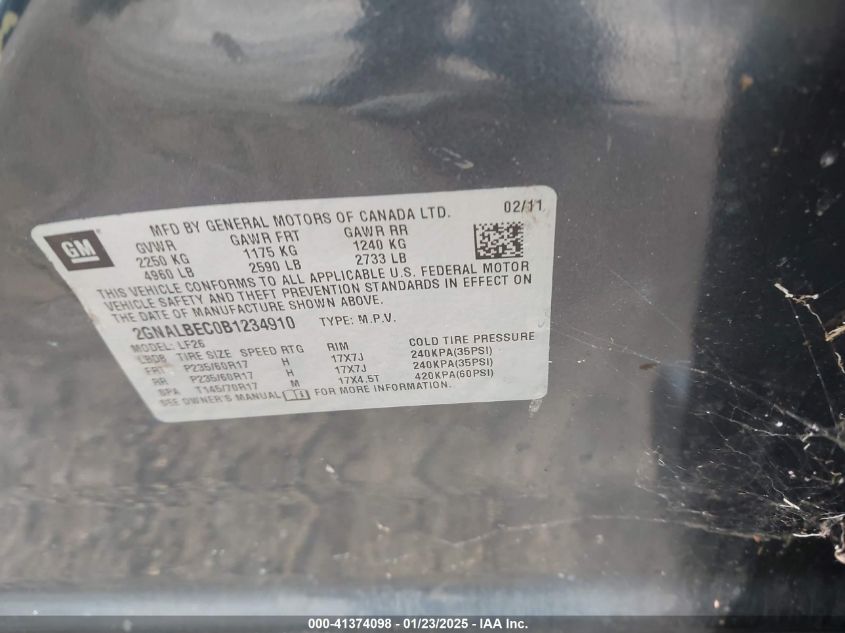 GM
MFD BY GENERAL MOTORS OF CANADA LTD. 02/11
GVWR GAWR FRT GAWR RR
2250 KG 1175 KG 1240 KG
4960 LB 2590 LB 2733 LB
THIS VEHICLE CONFORMS TO ALL APPLICABLE U.S. FEDERAL MOTOR
VEHICLE SAFETY AND THEFT PREVENTION STANDARDS IN EFFECT ON
THE DATE OF MANUFACTURE SHOWN ABOVE.
2GNALBEC0B1234910 TYPE: M.P.V.
MODEL: LF26
LBDB TIRE SIZE SPEED RTG RIM COLD TIRE PRESSURE
FRT P235/60R17 H 17X7J 240KPA(35PSI)
RR P235/60R17 H 17X7J 240KPA(35PSI)
SPA T145/70R17 M 17X4.5T 420KPA(60PSI)
SEE OWNER'S MANUAL FOR MORE INFORMATION.
000-41374098 - 01/23/2025 - IAA Inc.